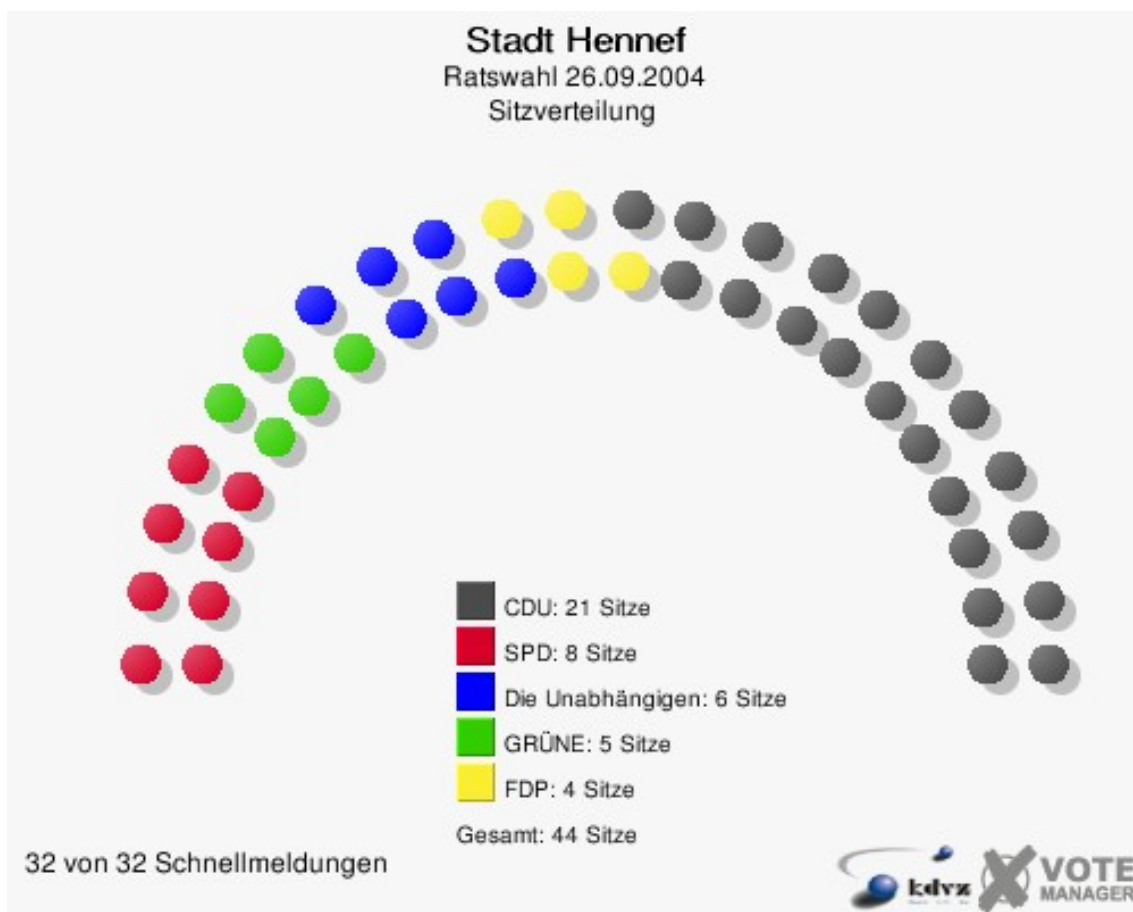 Stadt Hennef
Ratswahl 26.09.2004
Sitzverteilung
CDU: 21 Sitze
SPD: 8 Sitze
Die Unabhängigen: 6 Sitze
GRÜNE: 5 Sitze
FDP: 4 Sitze
Gesamt: 44 Sitze
32 von 32 Schnellmeldungen
kdvz
VOTE
MANAGER